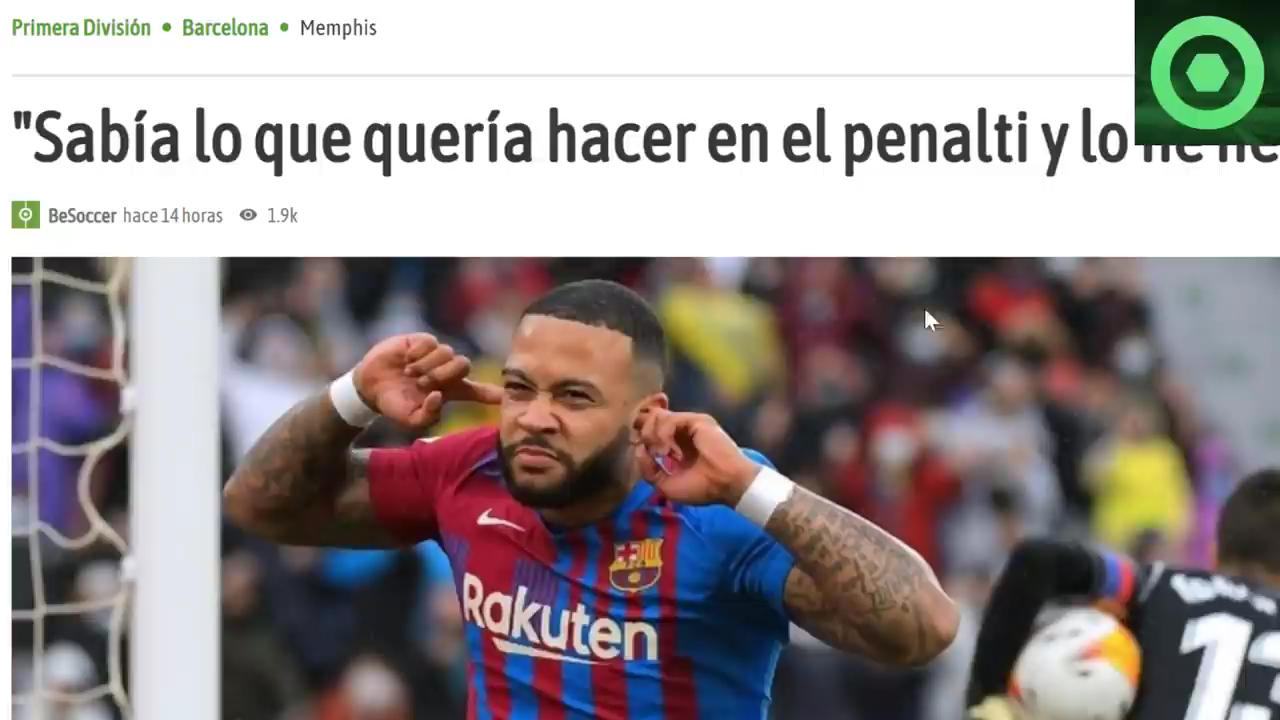 Primera División • Barcelona • Memphis
"Sabía lo que quería hacer en el penalti y lo
BeSoccer hace 14 horas 1.9k
Rakuten
13